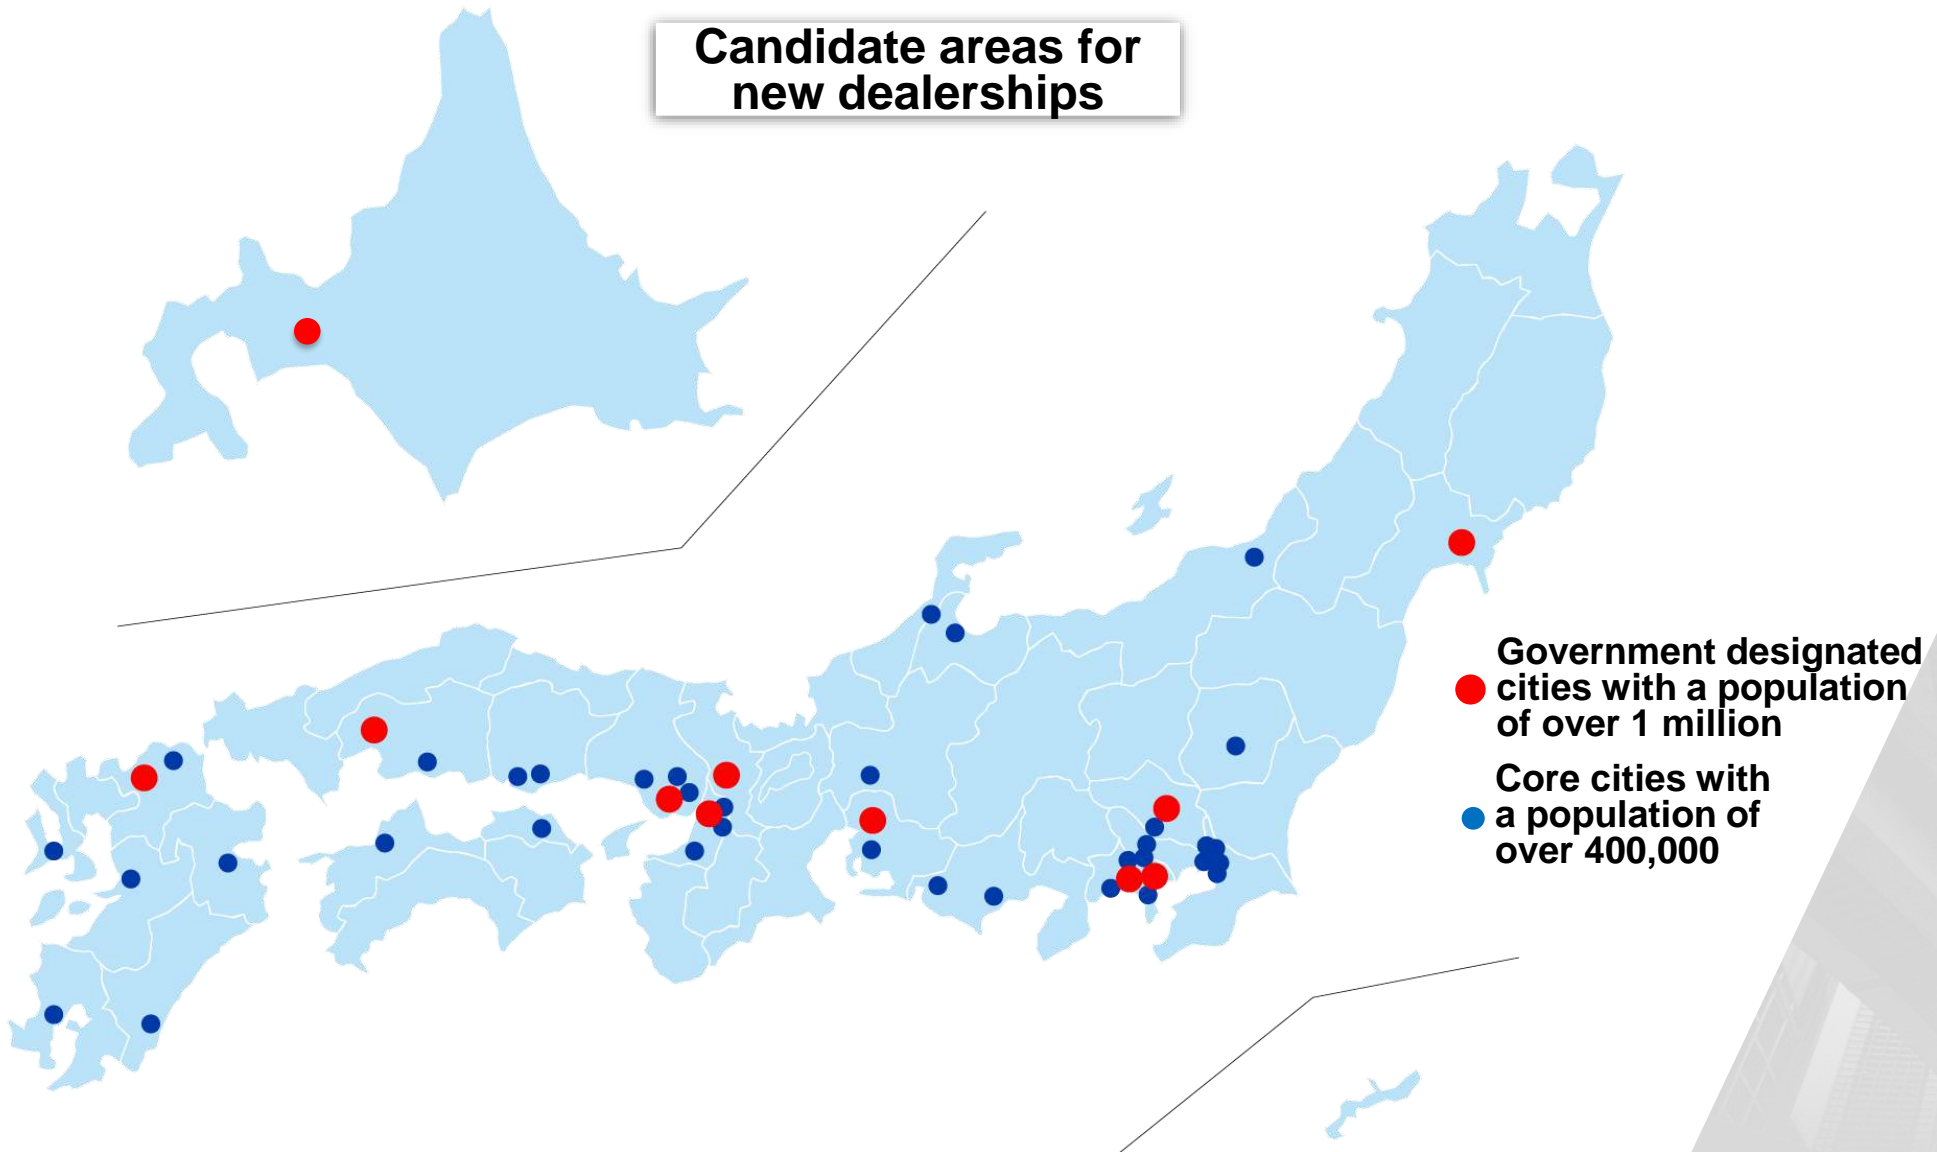 Candidate areas for
new dealerships
Government designated
cities with a population
of over 1 million
Core cities with
a population of
over 400,000